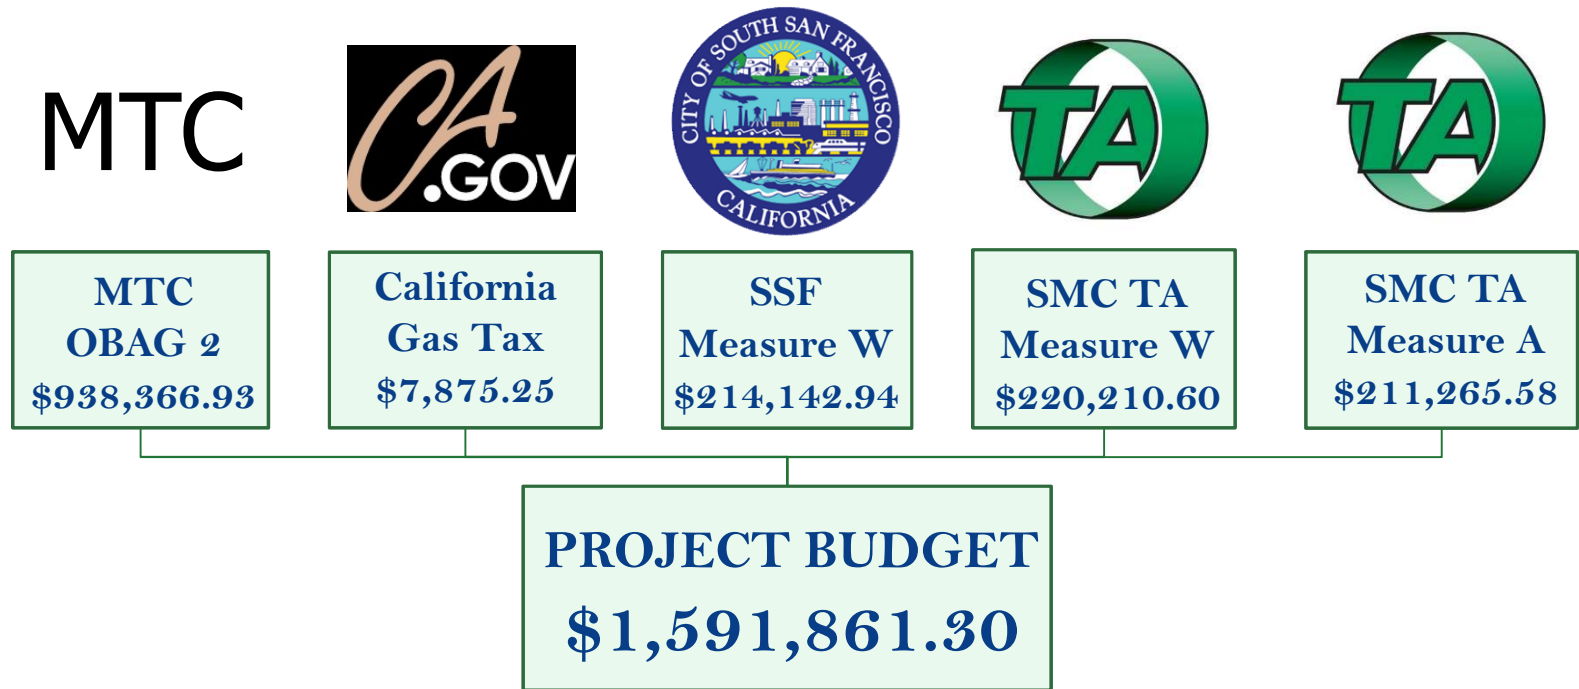 MTC
CA
.GOV
CITY OF SOUTH SAN FRANCISCO
CALIFORNIA
TA
TA
MTC
OBAG 2
$938,366.93
California
Gas Tax
$7,875.25
SSF
Measure W
$214,142.94
SMC TA
Measure W
$220,210.60
SMC TA
Measure A
$211,265.58
PROJECT BUDGET
$1,591,861.30